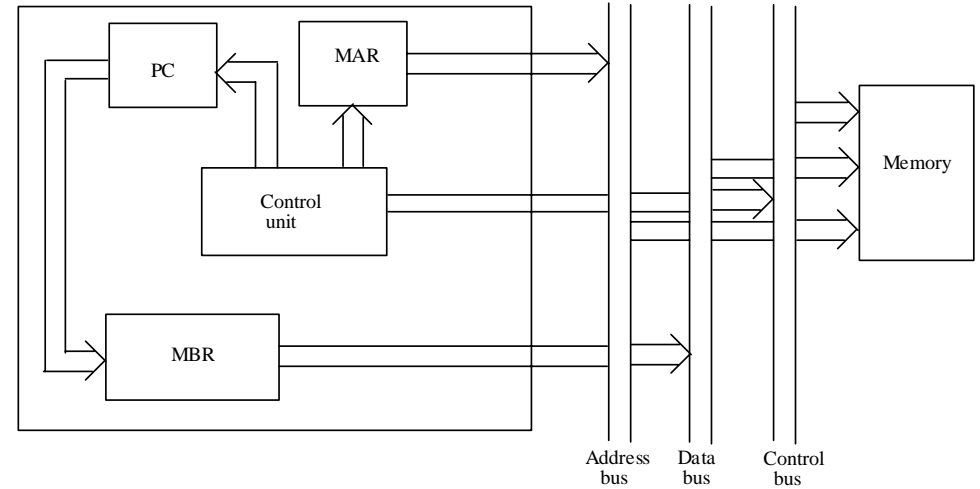 PC
MAR
Memory
Control
unit
MBR
Address
bus
Data
bus
Control
bus